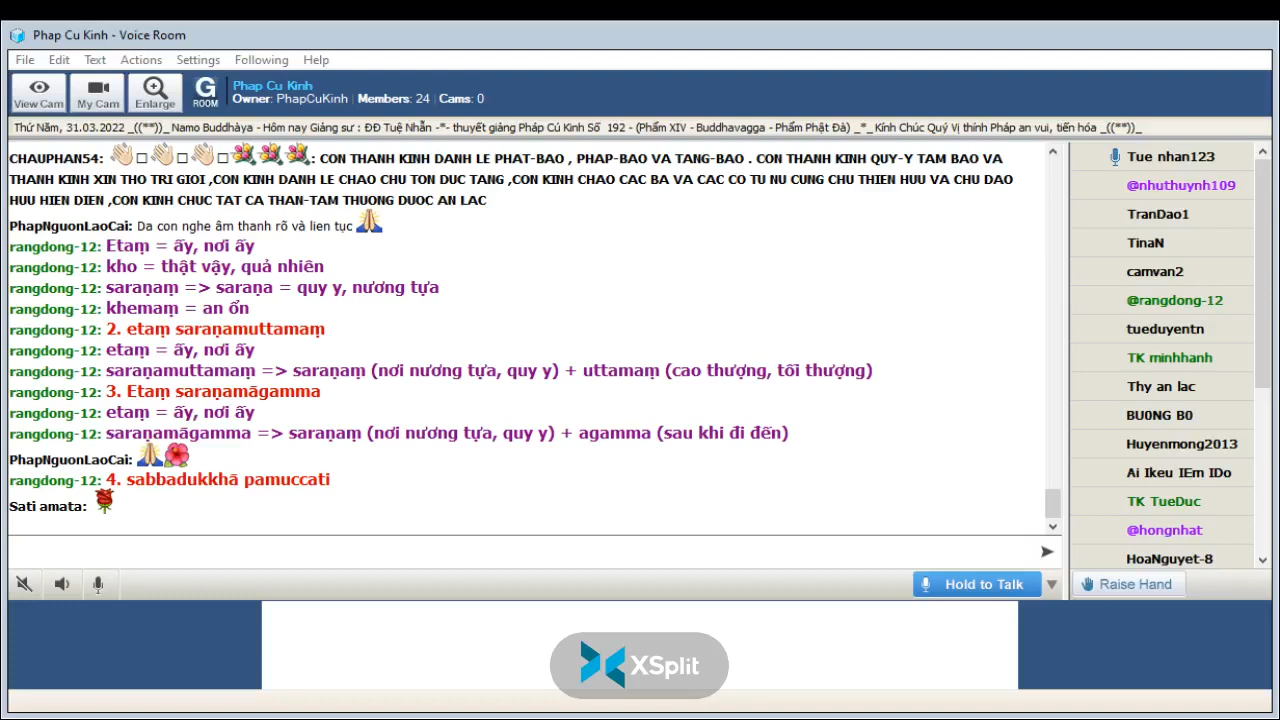 Phap Cu Kinh - Voice Room
File Edit Text Actions Settings Following Help
View Cam My Cam Enlarge G ROOM
Phap Cu Kinh
Owner: PhapCuKinh | Members: 24 | Cams: 0
Thứ Năm, 31.03.2022 _((**))_ Namo Buddhàya - Hôm nay Giảng sư : ĐĐ Tuệ Nhẫn -*- thuyết giảng Pháp Cú Kinh Số 192 - (Phẩm XIV - Buddhavagga - Phẩm Phật Đà) _*_ Kính Chúc Quý Vị thính Pháp an vui, tiến hóa _((**))_
CHAUPHAN54: : CON THANH KINH DANH LE PHAT-BAO , PHAP-BAO VA TANG-BAO . CON THANH KINH QUY-Y TAM BAO VA
THANH KINH XIN THO TRI GIOI ,CON KINH DANH LE CHAO CHU TON DUC TANG ,CON KINH CHAO CAC BA VA CAC CO TU NU CUNG CHU THIEN HUU VA CHU DAO
HUU HIEN DIEN ,CON KINH CHUC TAT CA THAN-TAM THUONG DUOC AN LAC
PhapNguonLaoCai: Da con nghe âm thanh rõ và lien tục
rangdong-12: Etaṃ = ấy, nơi ấy
rangdong-12: kho = thật vậy, quả nhiên
rangdong-12: saraṇaṃ => saraṇa = quy y, nương tựa
rangdong-12: khemaṃ = an ổn
rangdong-12: 2. etaṃ saraṇamuttamaṃ
rangdong-12: etaṃ = ấy, nơi ấy
rangdong-12: saraṇamuttamaṃ => saraṇaṃ (nơi nương tựa, quy y) + uttamaṃ (cao thượng, tối thượng)
rangdong-12: 3. Etaṃ saraṇamāgamma
rangdong-12: etaṃ = ấy, nơi ấy
rangdong-12: saraṇamāgamma => saraṇaṃ (nơi nương tựa, quy y) + agamma (sau khi đi đến)
PhapNguonLaoCai:
rangdong-12: 4. sabbadukkhā pamuccati
Sati amata:
Tue nhan123
@nhuthuynh109
TranDao1
TinaN
camvan2
@rangdong-12
tueduyentn
TK minhhanh
Thy an lac
BU0NG B0
Huyenmong2013
Ai Ikeu IEm IDo
TK TueDuc
@hongnhat
HoaNguyet-8
Hold to Talk
Raise Hand
XSplit